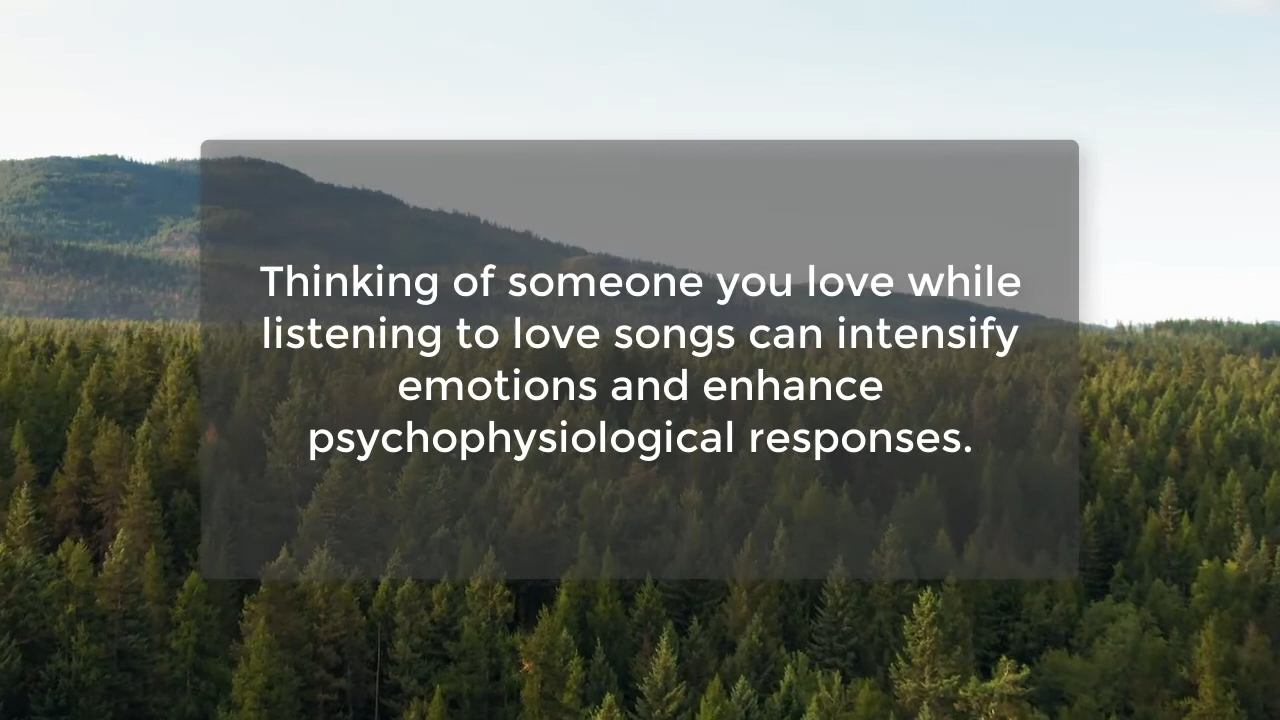 Thinking of someone you love while
listening to love songs can intensify
emotions and enhance
psychophysiological responses.